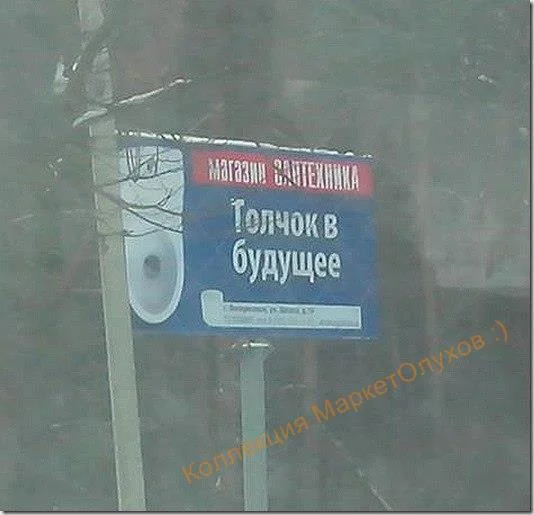 магазин САНТЕХНИКА
Толчок в
будущее
Коллекция МаркетОлухов :)